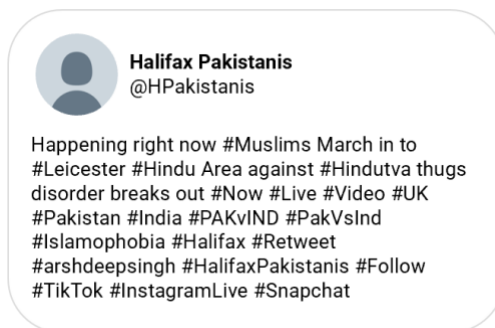 Halifax Pakistanis
@HPakistanis
Happening right now #Muslims March in to
#Leicester #Hindu Area against #Hindutva thugs
disorder breaks out #Now #Live #Video #UK
#Pakistan #India #PAKvIND #PakVsInd
#Islamophobia #Halifax #Retweet
#arshdeepsingh #HalifaxPakistanis #Follow
#TikTok #InstagramLive #Snapchat